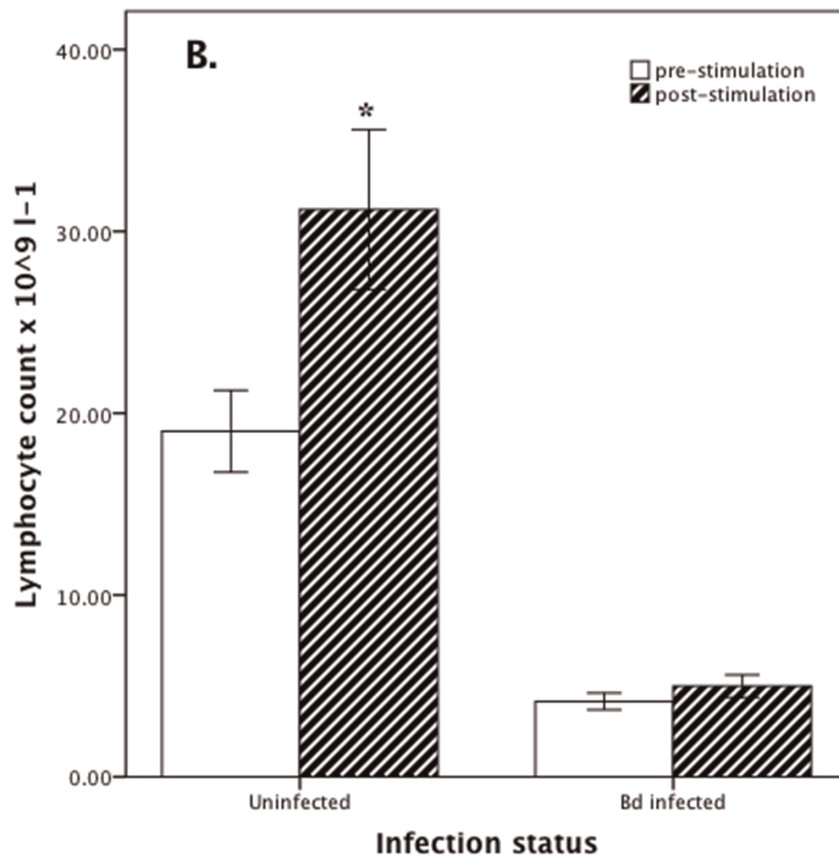 B.
pre-stimulation
post-stimulation
*
Lymphocyte count x 10^9 l-1
40.00
30.00
20.00
10.00
0.00
Uninfected
Bd infected
Infection status